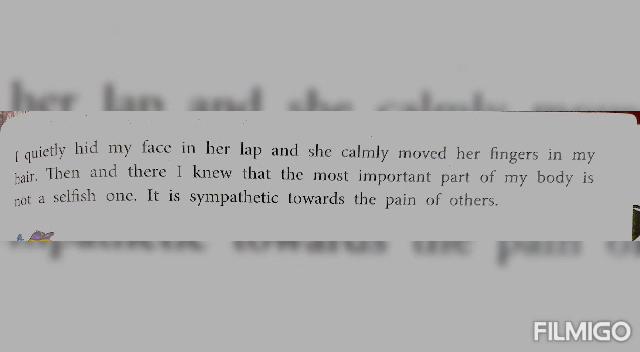 I quietly hid my face in her lap and she calmly moved her fingers in my
hair. Then and there I knew that the most important part of my body is
not a selfish one. It is sympathetic towards the pain of others.
FILMIGO